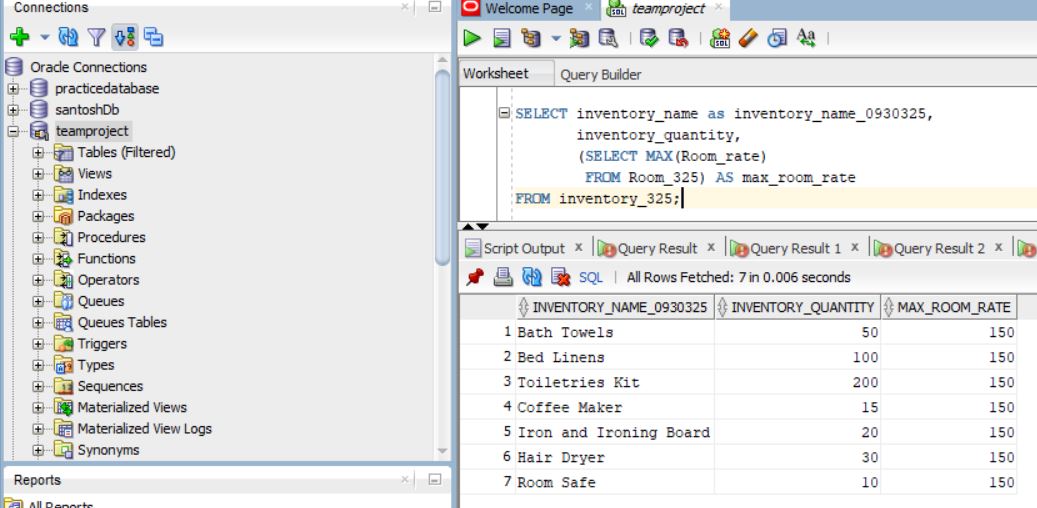 Connections
Oracle Connections
practicedatabase
santoshDb
teamproject
Tables (Filtered)
Views
Indexes
Packages
Procedures
Functions
Operators
Queues
Queues Tables
Triggers
Types
Sequences
Materialized Views
Materialized View Logs
Synonyms
Reports
All Reports
Welcome Page
teamproject
Worksheet Query Builder
SELECT inventory_name as inventory_name_0930325,
inventory_quantity,
(SELECT MAX(Room_rate)
FROM Room_325) AS max_room_rate
FROM inventory_325;
Script Output x Query Result x Query Result 1 x Query Result 2 x
SQL | All Rows Fetched: 7 in 0.006 seconds
INVENTORY_NAME_0930325 INVENTORY_QUANTITY MAX_ROOM_RATE
1 Bath Towels 50 150
2 Bed Linens 100 150
3 Toiletries Kit 200 150
4 Coffee Maker 15 150
5 Iron and Ironing Board 20 150
6 Hair Dryer 30 150
7 Room Safe 10 150